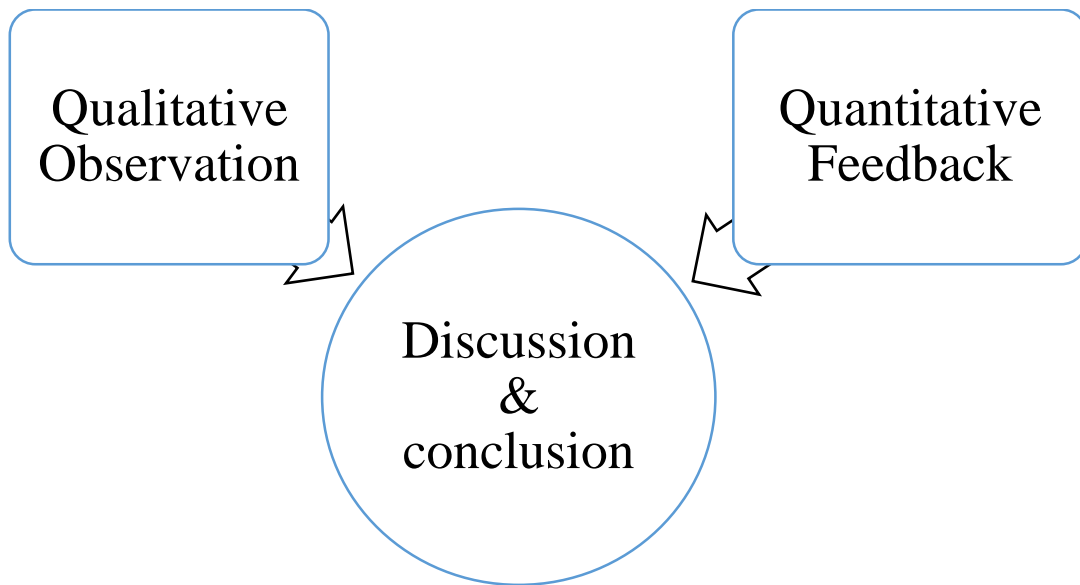 Qualitative
Observation
Quantitative
Feedback
Discussion
&
conclusion